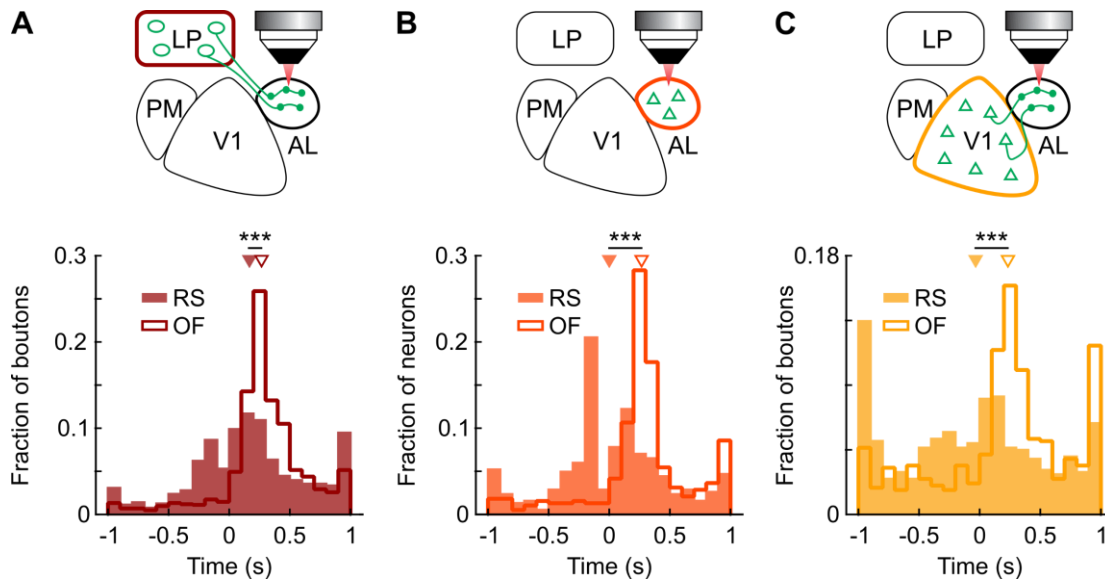 A
LP
PM
V1
AL
***
RS
OF
Fraction of boutons
0.3
0.2
0.1
0
-1
-0.5
0
0.5
1
Time (s)
B
LP
PM
V1
AL
***
RS
OF
Fraction of neurons
0.3
0.2
0.1
0
-1
-0.5
0
0.5
1
Time (s)
C
LP
PM
V1
AL
***
RS
OF
Fraction of boutons
0.18
0
-1
-0.5
0
0.5
1
Time (s)